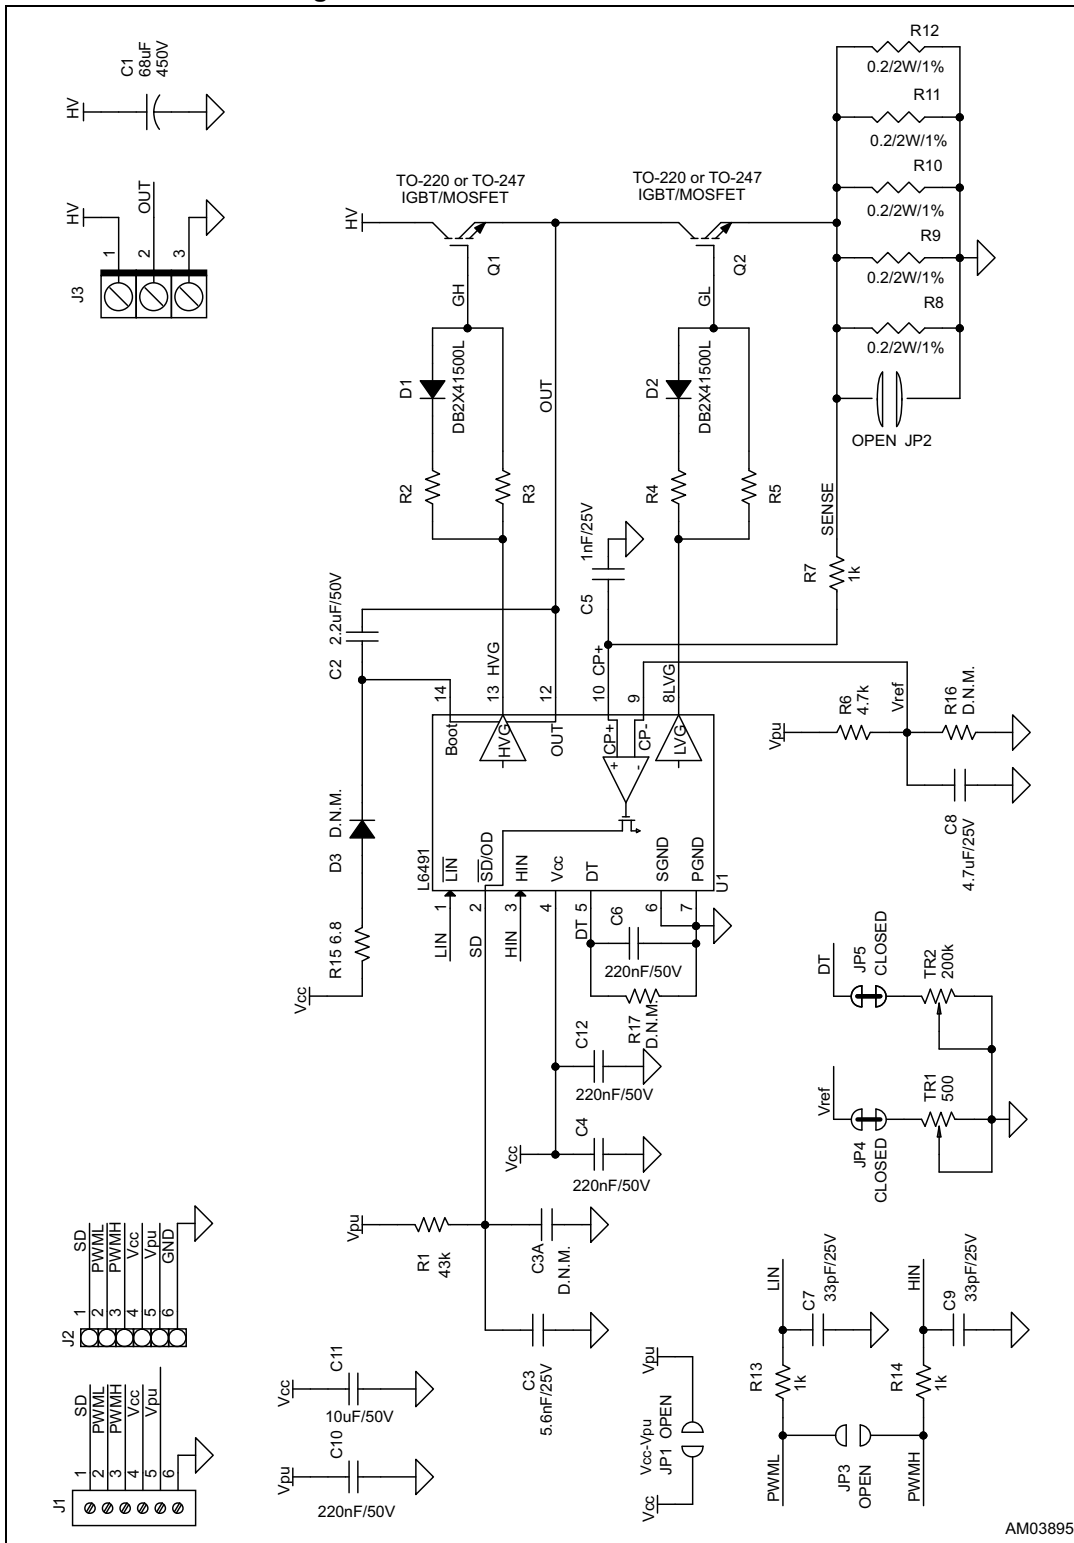 C1
68uF
450V
HV
R12
0.2/2W/1%
R11
0.2/2W/1%
R10
0.2/2W/1%
R9
0.2/2W/1%
R8
0.2/2W/1%
OPEN JP2
J3
HV
OUT
1
2
3
TO-220 or TO-247
IGBT/MOSFET
HV
Q1
GH
D1
DB2X41500L
R2
R3
OUT
TO-220 or TO-247
IGBT/MOSFET
Q2
GL
D2
DB2X41500L
R4
R5
SENSE
R7
1k
1nF/25V
C5
C2
2.2uF/50V
14
13
HVG
12
10
CP+
9
8
LVG
Boot
HVG
OUT
CP+
+
CP-
-
LVG
L6491
LIN
SD/OD
HIN
Vcc
DT
SGND
PGND
U1
1
2
3
4
5
6
7
LIN
SD
HIN
DT
C6
220nF/50V
R17
D.N.M.
D3
D.N.M.
R15 6.8
Vcc
Vpu
R6
4.7k
Vref
R16
D.N.M.
C8
4.7uF/25V
C12
220nF/50V
Vcc
C4
220nF/50V
DT
JP5
CLOSED
TR2
200k
Vref
JP4
CLOSED
TR1
500
Vpu
R1
43k
C3A
D.N.M.
C3
5.6nF/25V
J2
1
SD
2
PWML
3
PWMH
4
Vcc
5
Vpu
6
GND
J1
1
SD
2
PWML
3
PWMH
4
Vcc
5
Vpu
6
Vcc
C11
10uF/50V
Vpu
C10
220nF/50V
Vpu
Vcc-Vpu
JP1 OPEN
Vcc
LIN
C7
33pF/25V
R13
1k
PWML
HIN
C9
33pF/25V
R14
1k
PWMH
JP3
OPEN
AM03895